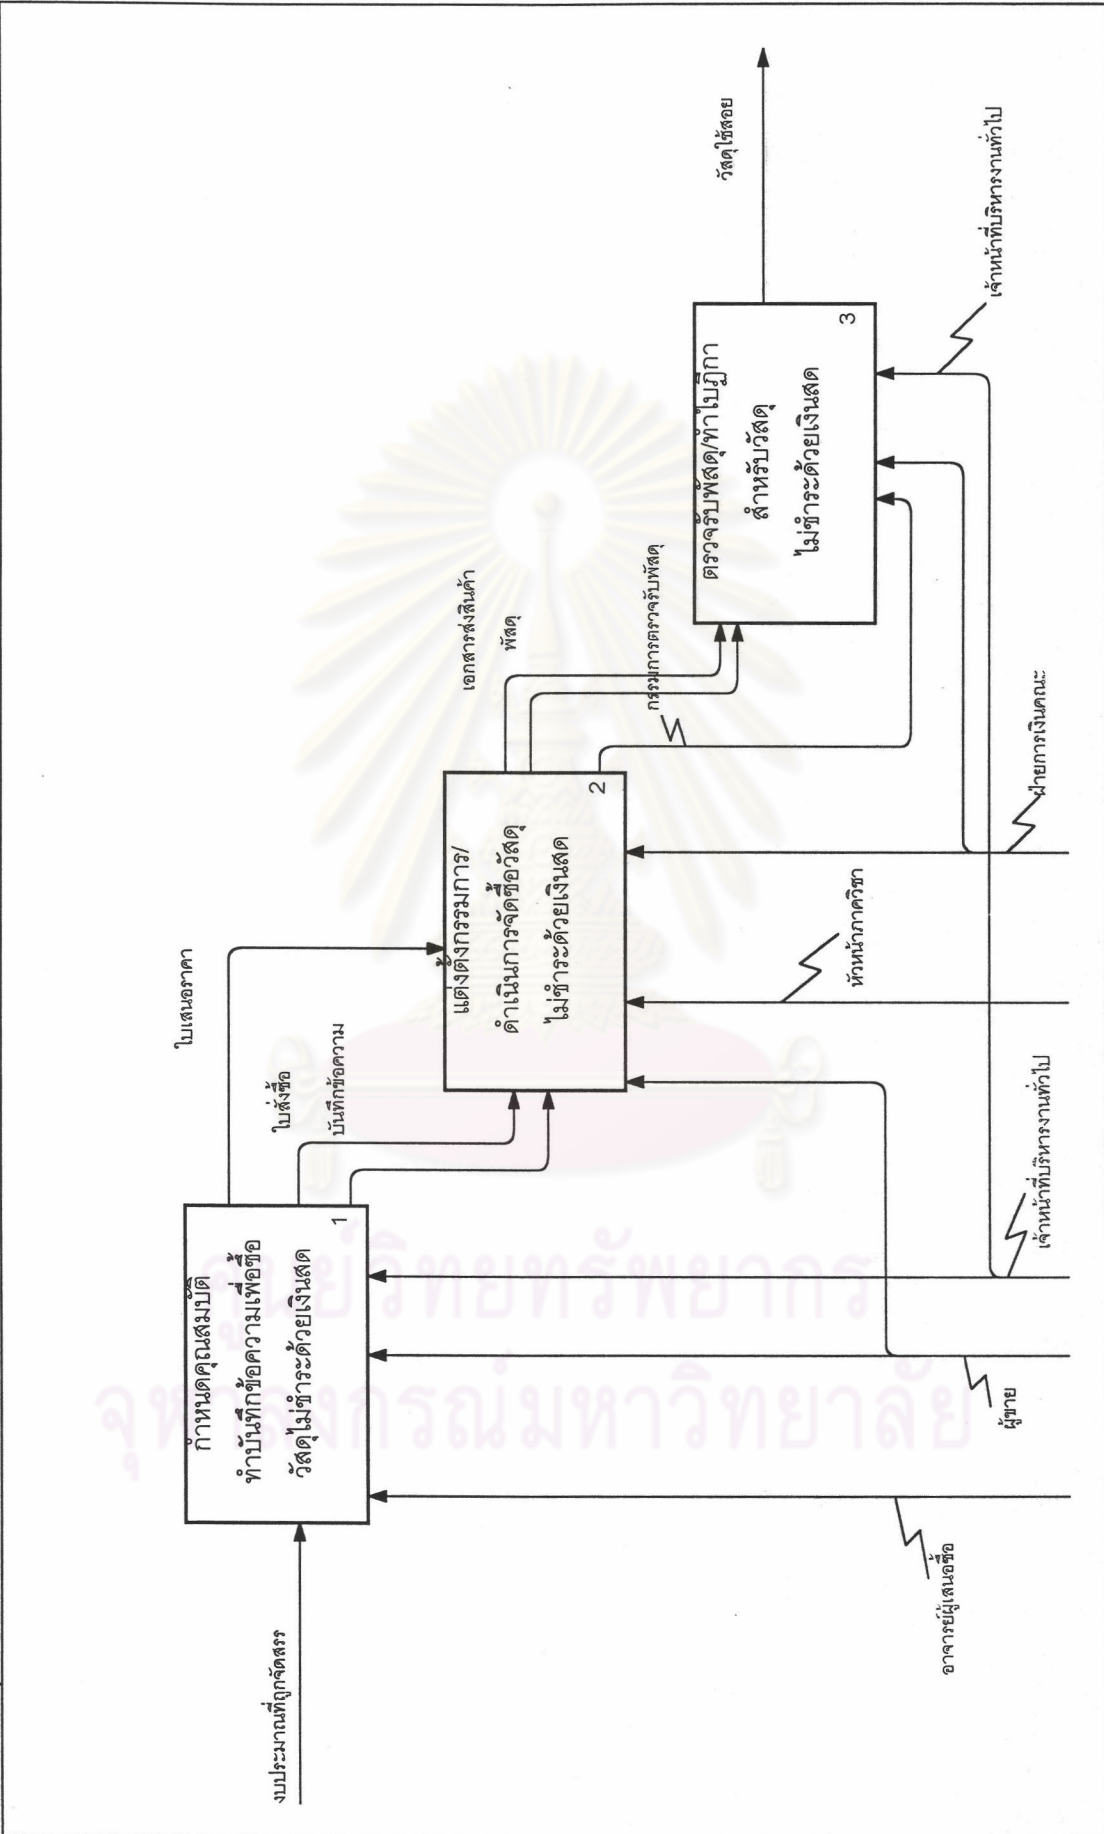 งบประมาณที่ถูกจัดสรร
กำหนดคุณสมบัติ
ทำบันทึกข้อความเพื่อซื้อ
วัสดุไม่ชำระด้วยเงินสด
1
ใบเสนอราคา
ใบสั่งซื้อ
บันทึกข้อความ
แต่งตั้งกรรมการ/
ดำเนินการจัดซื้อวัสดุ
ไม่ชำระด้วยเงินสด
2
เอกสารส่งสินค้า
พัสดุ
กรรมการตรวจรับพัสดุ
ตรวจรับพัสดุ/ทำใบฎีกา
สำหรับวัสดุ
ไม่ชำระด้วยเงินสด
3
วัสดุใช้สอย
อาจารย์ผู้เสนอซื้อ
ผู้ขาย
เจ้าหน้าที่บริหารงานทั่วไป
หัวหน้าภาควิชา
ฝ่ายการเงินคณะ
เจ้าหน้าที่บริหารงานทั่วไป
ศูนย์วิทยทรัพยากร
จุฬาลงกรณ์มหาวิทยาลัย